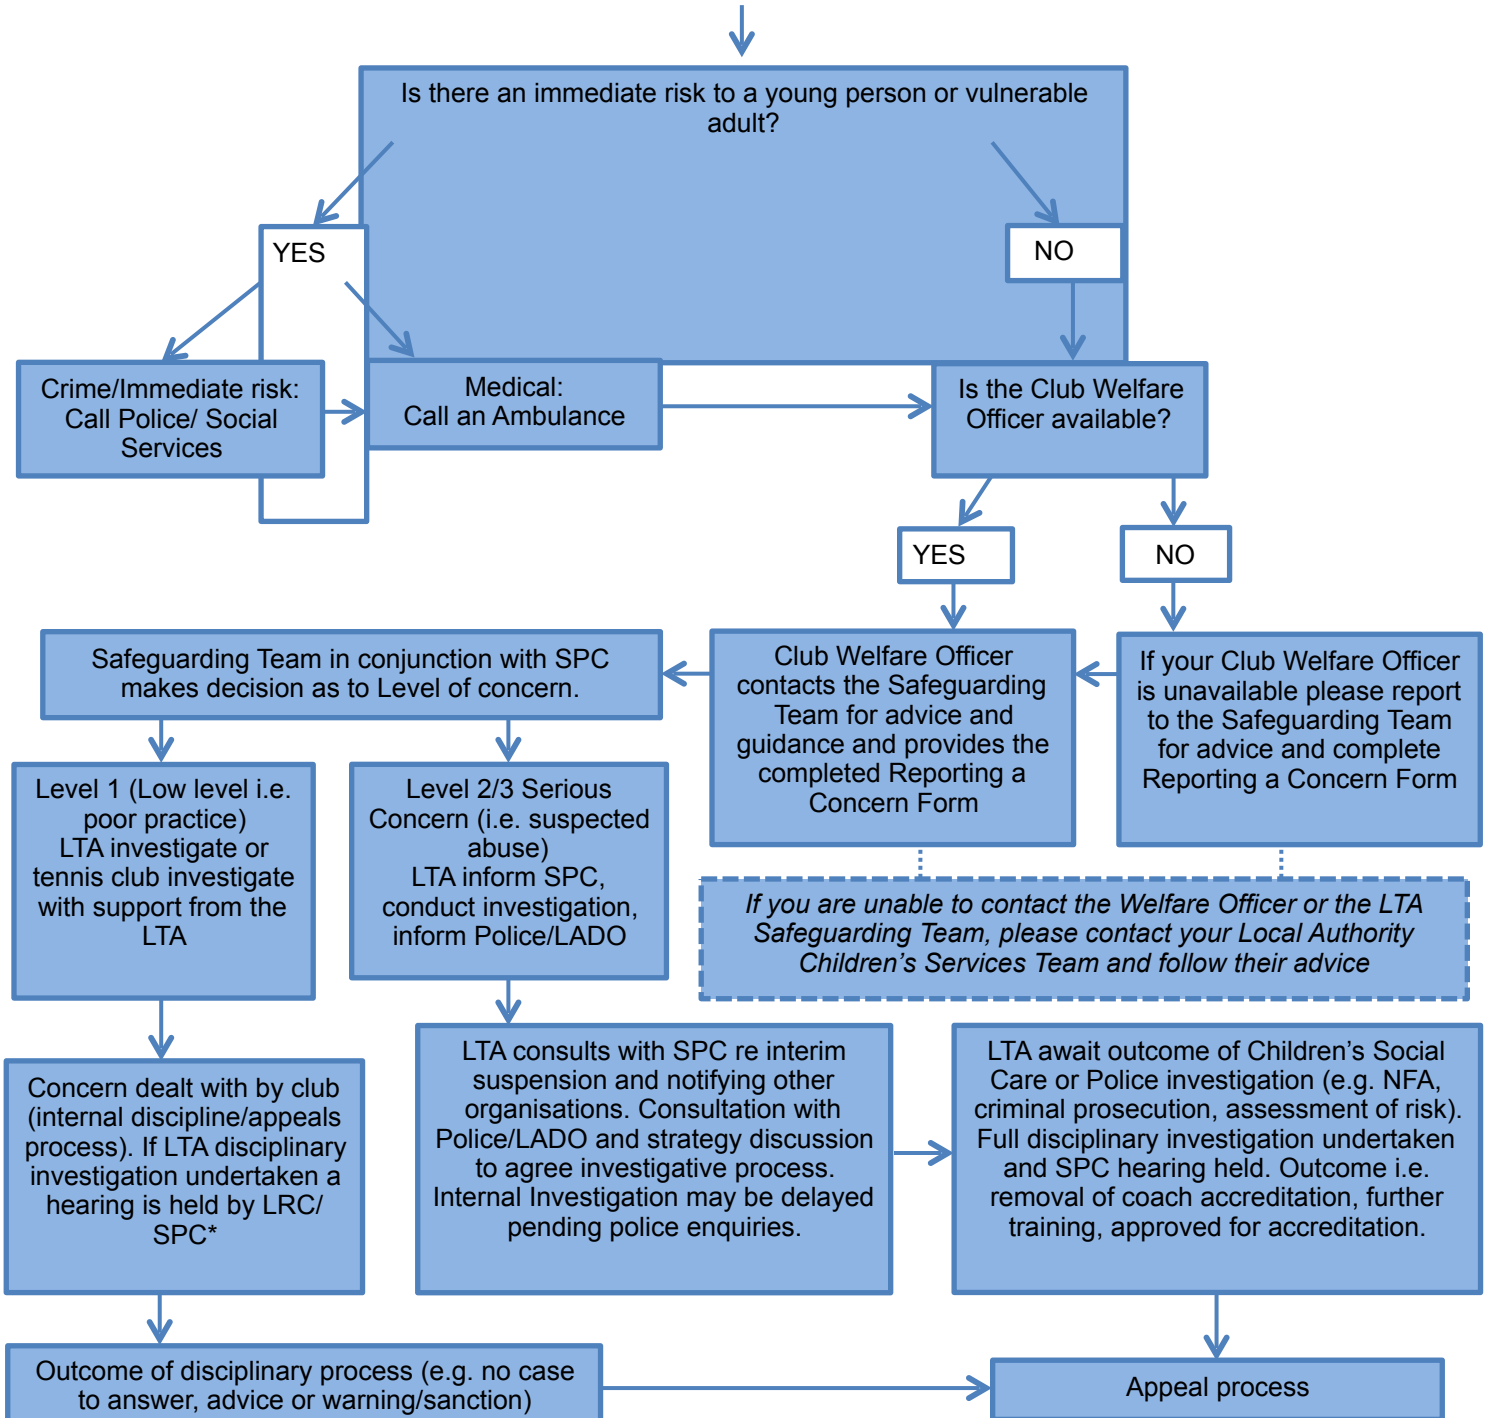 Is there an immediate risk to a young person or vulnerable
adult?
YES
NO
Crime/Immediate risk:
Call Police/ Social
Services
Medical:
Call an Ambulance
Is the Club Welfare
Officer available?
YES
NO
Safeguarding Team in conjunction with SPC
makes decision as to Level of concern.
Club Welfare Officer
contacts the Safeguarding
Team for advice and
guidance and provides the
completed Reporting a
Concern Form
If your Club Welfare Officer
is unavailable please report
to the Safeguarding Team
for advice and complete
Reporting a Concern Form
Level 1 (Low level i.e.
poor practice)
LTA investigate or
tennis club investigate
with support from the
LTA
Level 2/3 Serious
Concern (i.e. suspected
abuse)
LTA inform SPC,
conduct investigation,
inform Police/LADO
If you are unable to contact the Welfare Officer or the LTA
Safeguarding Team, please contact your Local Authority
Children’s Services Team and follow their advice
Concern dealt with by club
(internal discipline/appeals
process). If LTA disciplinary
investigation undertaken a
hearing is held by LRC/
SPC*
LTA consults with SPC re interim
suspension and notifying other
organisations. Consultation with
Police/LADO and strategy discussion
to agree investigative process.
Internal Investigation may be delayed
pending police enquiries.
LTA await outcome of Children’s Social
Care or Police investigation (e.g. NFA,
criminal prosecution, assessment of risk).
Full disciplinary investigation undertaken
and SPC hearing held. Outcome i.e.
removal of coach accreditation, further
training, approved for accreditation.
Outcome of disciplinary process (e.g. no case
to answer, advice or warning/sanction)
Appeal process